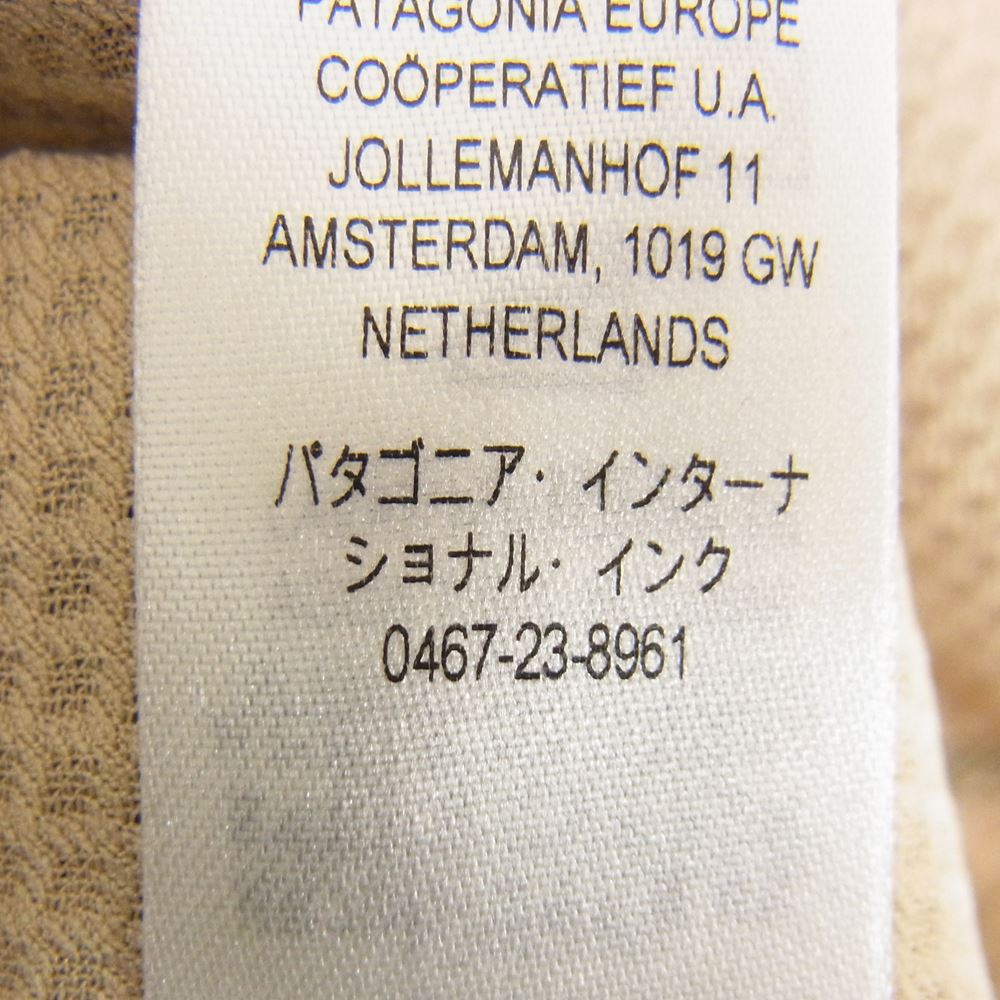 PATAGONIA EUROPE
COÖPERATIEF U.A.
JOLLEMANHOF 11
AMSTERDAM, 1019 GW
NETHERLANDS
パタゴニア・インターナ
ショナル・インク
0467-23-8961